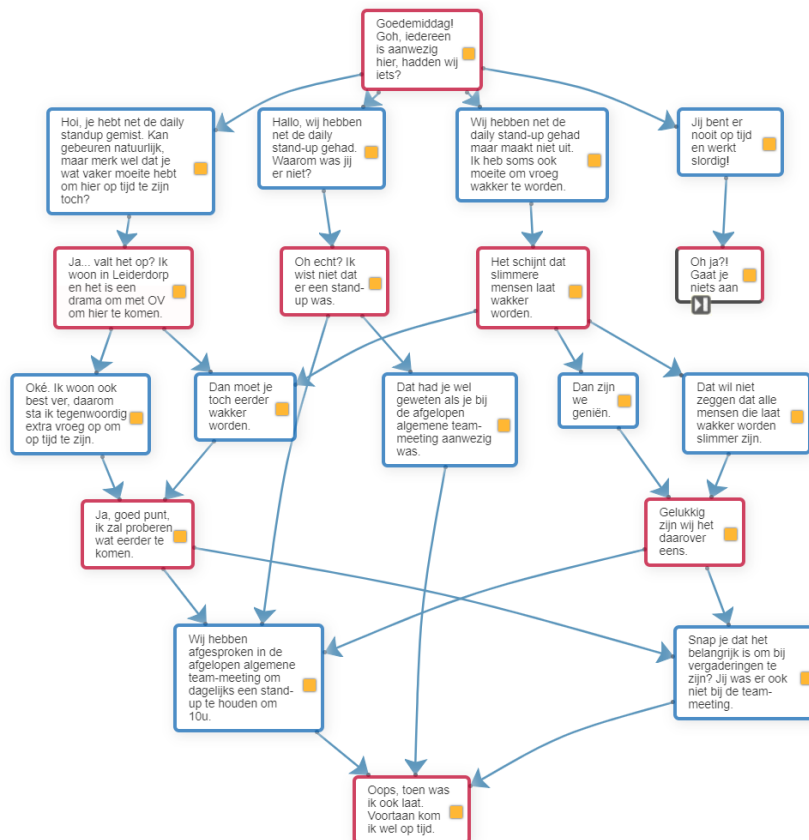 Goedemiddag!
Goh, iedereen
is aanwezig
hier, hadden wij
iets?
Hoi, je hebt net de daily
standup gemist. Kan
gebeuren natuurlijk,
maar merk wel dat je
wat vaker moeite hebt
om hier op tijd te zijn
toch?
Hallo, wij hebben
net de daily
stand-up gehad.
Waarom was jij
er niet?
Wij hebben net de
daily stand-up gehad
maar maakt niet uit.
Ik heb soms ook
moeite om vroeg
wakker te worden.
Jij bent er
nooit op tijd
en werkt
slordig!
Ja... valt het op? Ik
woon in Leiderdorp
en het is een
drama om met OV
om hier te komen.
Oh echt? Ik
wist niet dat
er een stand-
up was.
Het schijnt dat
slimmere
mensen laat
wakker
worden.
Oh ja?!
Gaat je
niets aan
Oké. Ik woon ook
best ver, daarom
sta ik tegenwoordig
extra vroeg op om
op tijd te zijn.
Dan moet je
toch eerder
wakker
worden.
Dat had je wel
geweten als je bij
de afgelopen
algemene team-
meeting aanwezig
was.
Dan zijn
we
geniën.
Dat wil niet
zeggen dat alle
mensen die laat
wakker worden
slimmer zijn.
Ja, goed punt,
ik zal proberen
wat eerder te
komen.
Gelukkig
zijn wij het
daarover
eens.
Wij hebben
afgesproken in de
afgelopen algemene
team-meeting om
dagelijks een stand-
up te houden om
10u.
Snap je dat het
belangrijk is om bij
vergaderingen te
zijn? Jij was er ook
niet bij de team-
meeting.
Oops, toen was
ik ook laat.
Voortaan kom
ik wel op tijd.